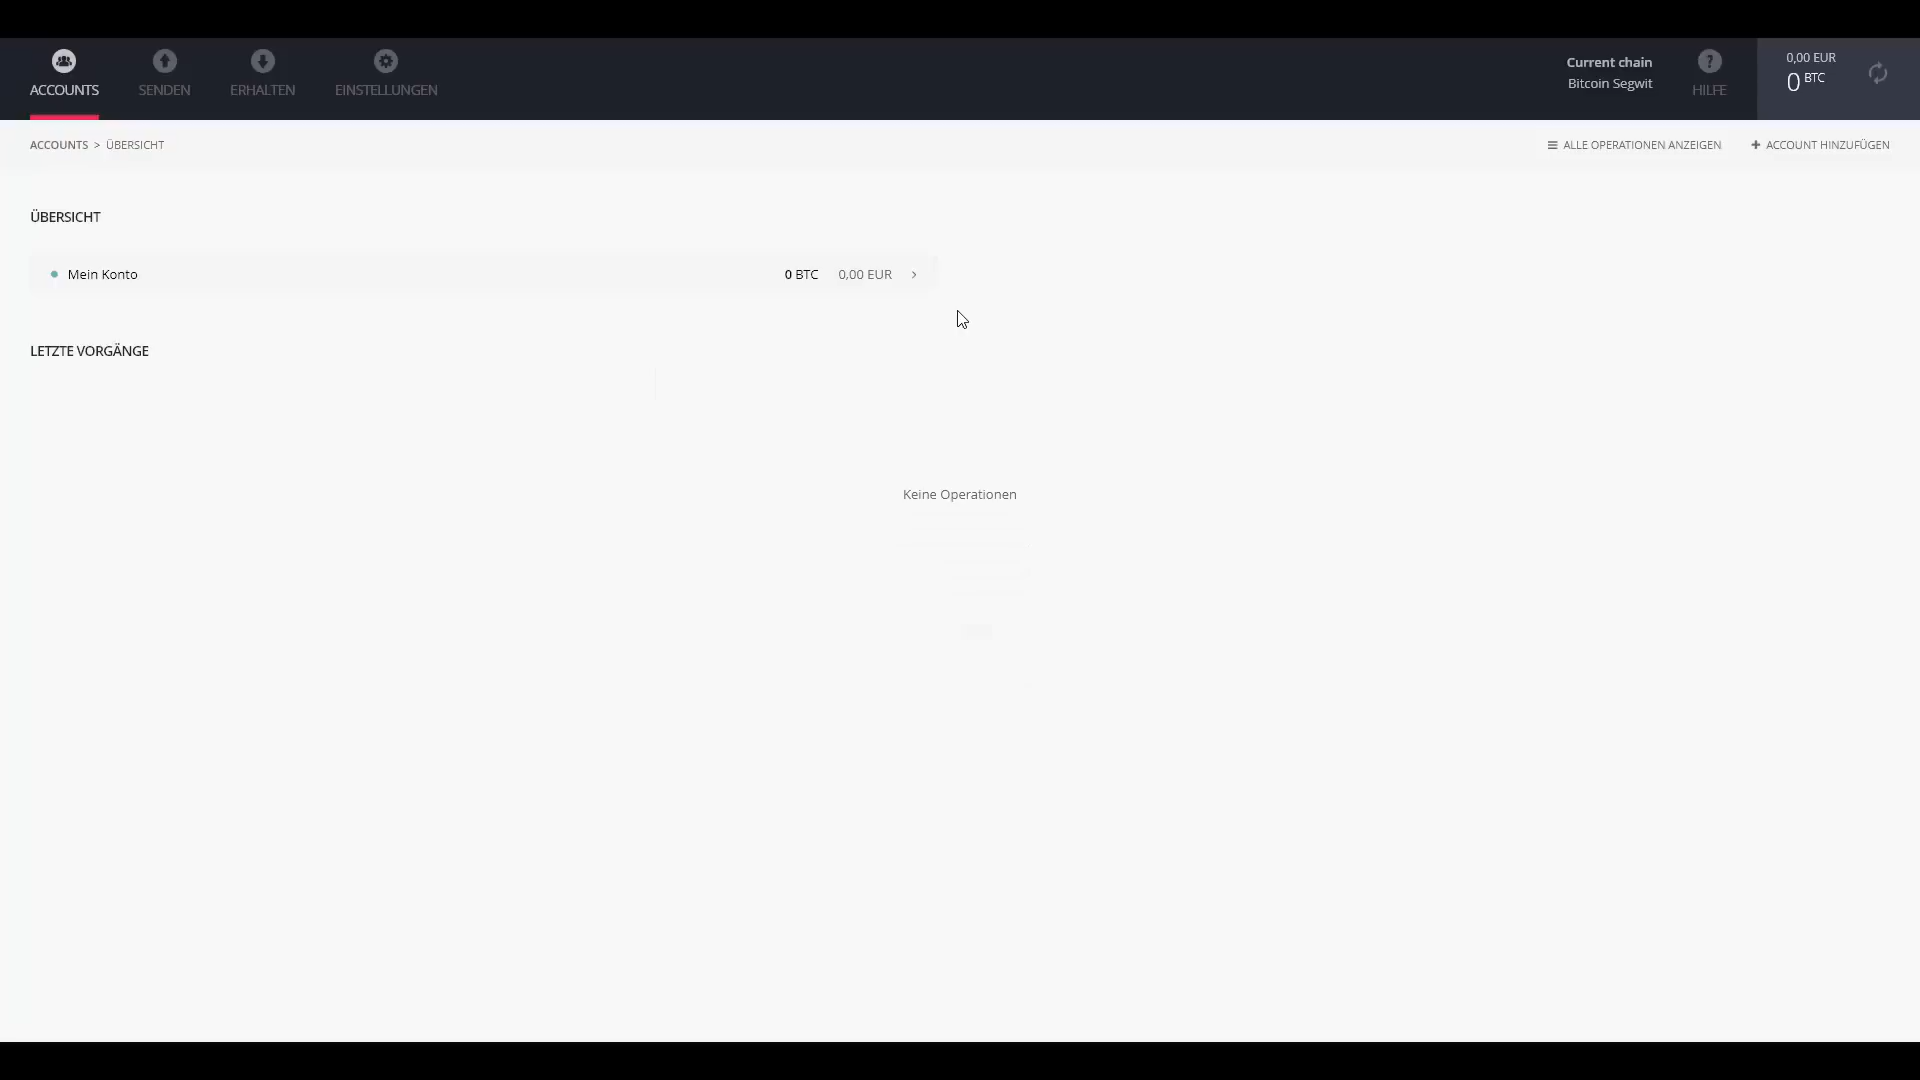 ACCOUNTS SENDEN ERHALTEN EINSTELLUNGEN
Current chain
Bitcoin Segwit
HILFE
0,00 EUR
0 BTC
ACCOUNTS > ÜBERSICHT
ALLE OPERATIONEN ANZEIGEN + ACCOUNT HINZUFÜGEN
ÜBERSICHT
Mein Konto 0 BTC 0,00 EUR >
LETZTE VORGÄNGE
Keine Operationen